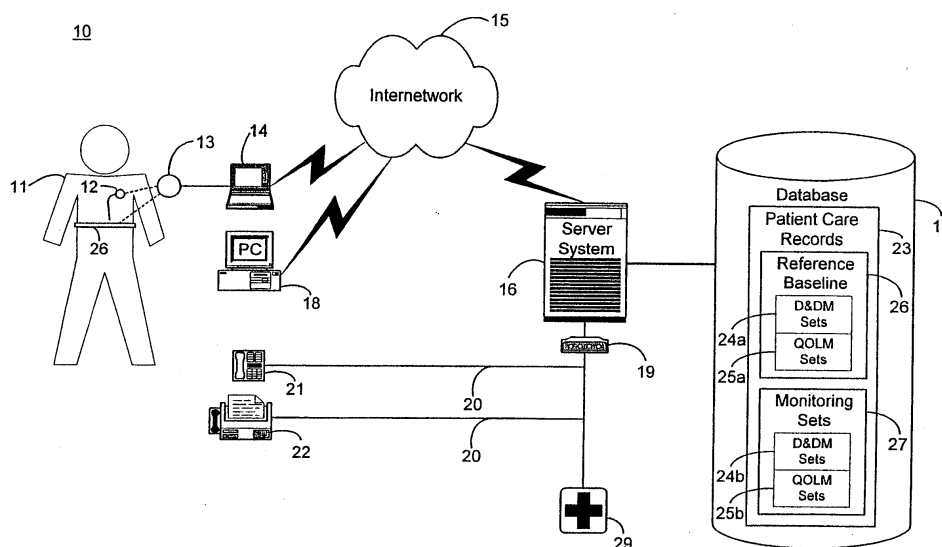 10
15
Internetwork
14
13
12
11
26
PC
18
Server
System
16
19
21
20
22
20
29
Database
1
Patient Care
Records
23
Reference
Baseline
26
D&DM
Sets
24a
QOLM
Sets
25a
Monitoring
Sets
27
D&DM
Sets
24b
QOLM
Sets
25b